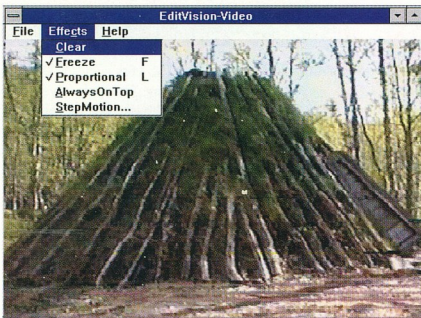 EditVision-Video
File Effects Help
Clear
✓ Freeze F
✓ Proportional L
AlwaysOnTop
StepMotion...